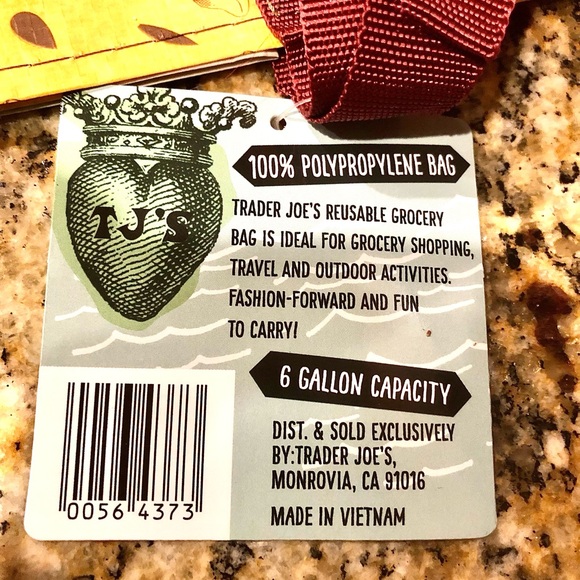 TJ'S
100% POLYPROPYLENE BAG
TRADER JOE'S REUSABLE GROCERY
BAG IS IDEAL FOR GROCERY SHOPPING,
TRAVEL AND OUTDOOR ACTIVITIES.
FASHION-FORWARD AND FUN
TO CARRY!
6 GALLON CAPACITY
DIST. & SOLD EXCLUSIVELY
BY:TRADER JOE'S,
MONROVIA, CA 91016
MADE IN VIETNAM
0056 4373